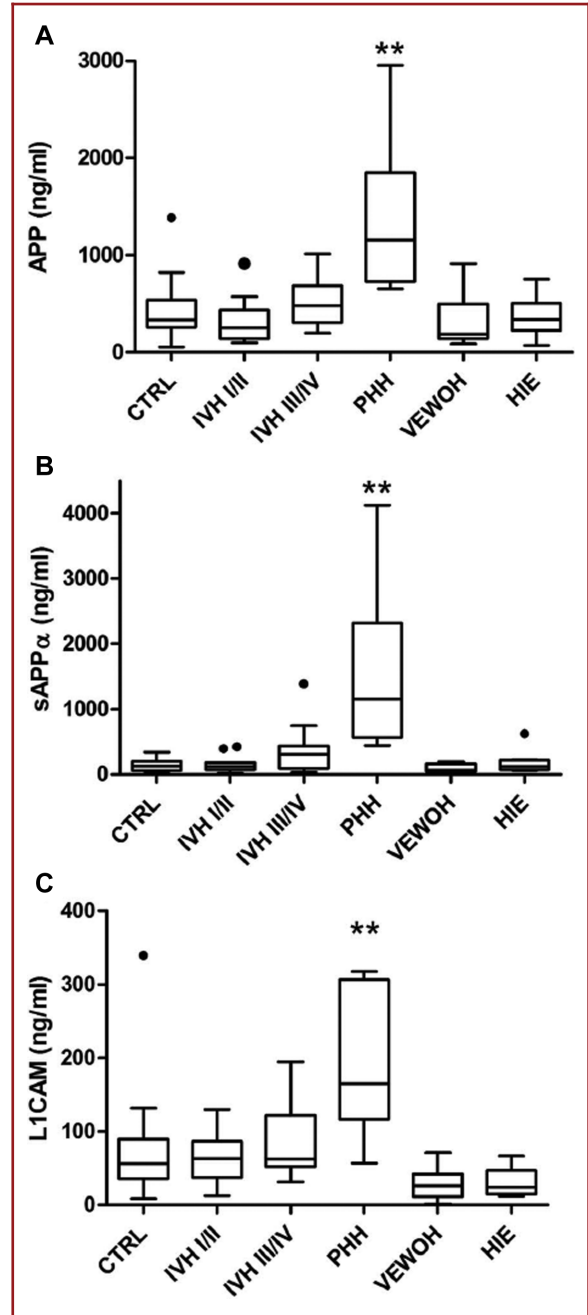 A
**
3000
2000
1000
0
APP (ng/ml)
CTRL
IVH I/II
IVH III/IV
PHH
VEWOH
HIE
B
**
4000
3000
2000
1000
0
sAPPα (ng/ml)
CTRL
IVH I/II
IVH III/IV
PHH
VEWOH
HIE
C
**
400
300
200
100
0
L1CAM (ng/ml)
CTRL
IVH I/II
IVH III/IV
PHH
VEWOH
HIE